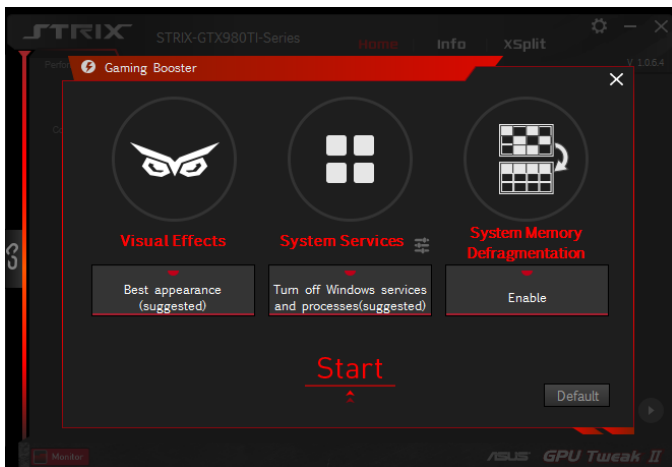 STRIX
STRIX-GTX980TI-Series
Home
Info
XSplit
V 1.0.6.4
Gaming Booster
Visual Effects
System Services
System Memory
Defragmentation
Best appearance
(suggested)
Turn off Windows services
and processes(suggested)
Enable
Start
Default
Monitor
ASUS GPU Tweak II